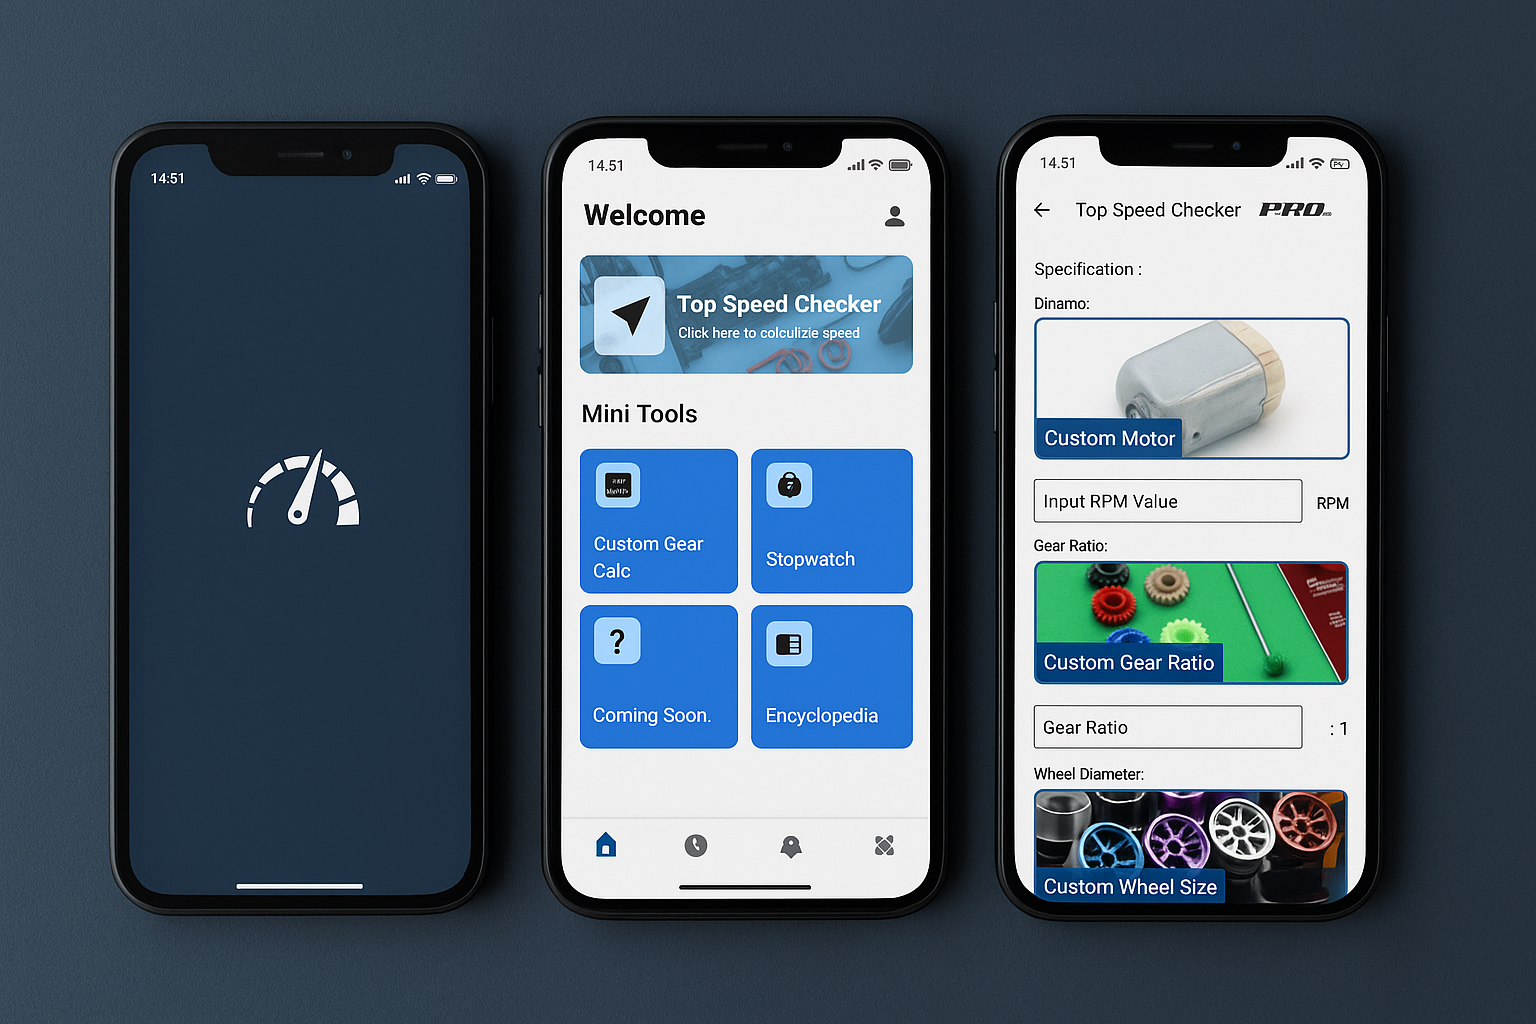 14:51
14.51
Welcome
Top Speed Checker
Click here to colculizie speed
Mini Tools
Custom Gear
Calc
Stopwatch
?
Coming Soon.
Encyclopedia
14.51
Top Speed Checker PRO
Specification :
Dinamo:
Custom Motor
Input RPM Value RPM
Gear Ratio:
Custom Gear Ratio
Gear Ratio : 1
Wheel Diameter:
Custom Wheel Size